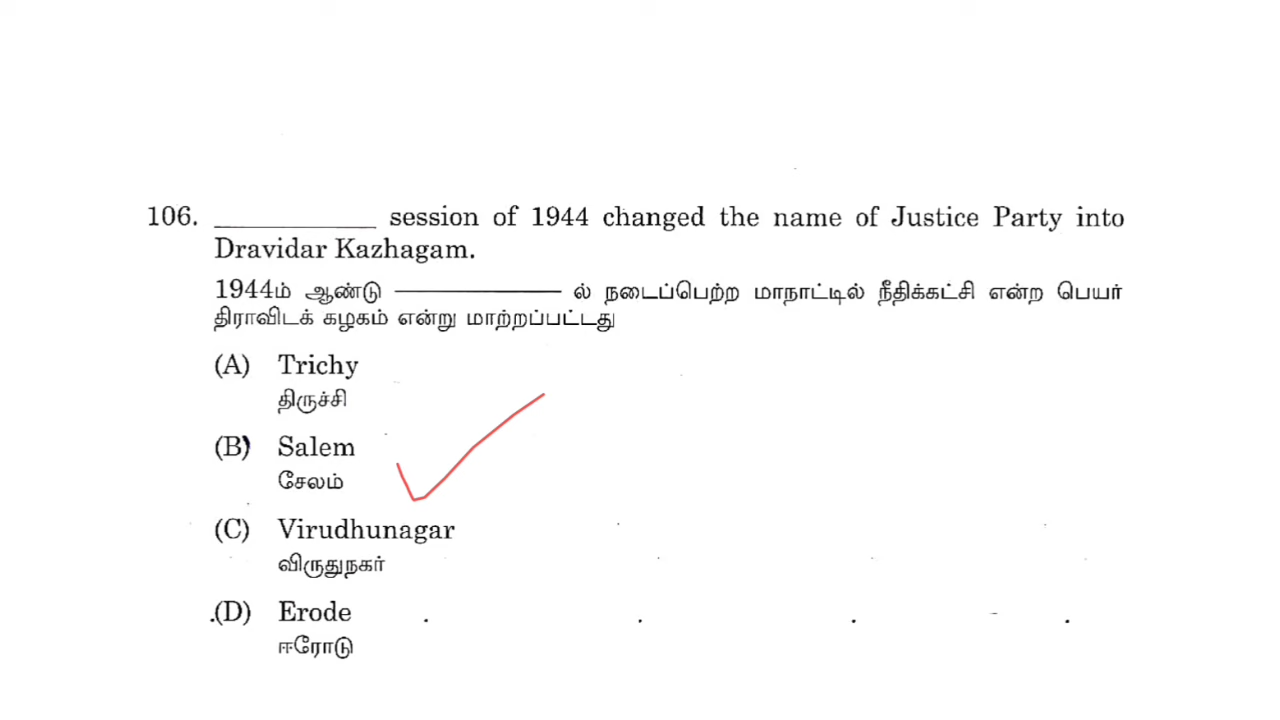 106. __________ session of 1944 changed the name of Justice Party into
Dravidar Kazhagam.
1944ம் ஆண்டு —————— ல் நடைப்பெற்ற மாநாட்டில் நீதிக்கட்சி என்ற பெயர்
திராவிடக் கழகம் என்று மாற்றப்பட்டது
(A) Trichy
திருச்சி
(B) Salem
சேலம்
(C) Virudhunagar
விருதுநகர்
(D) Erode
ஈரோடு